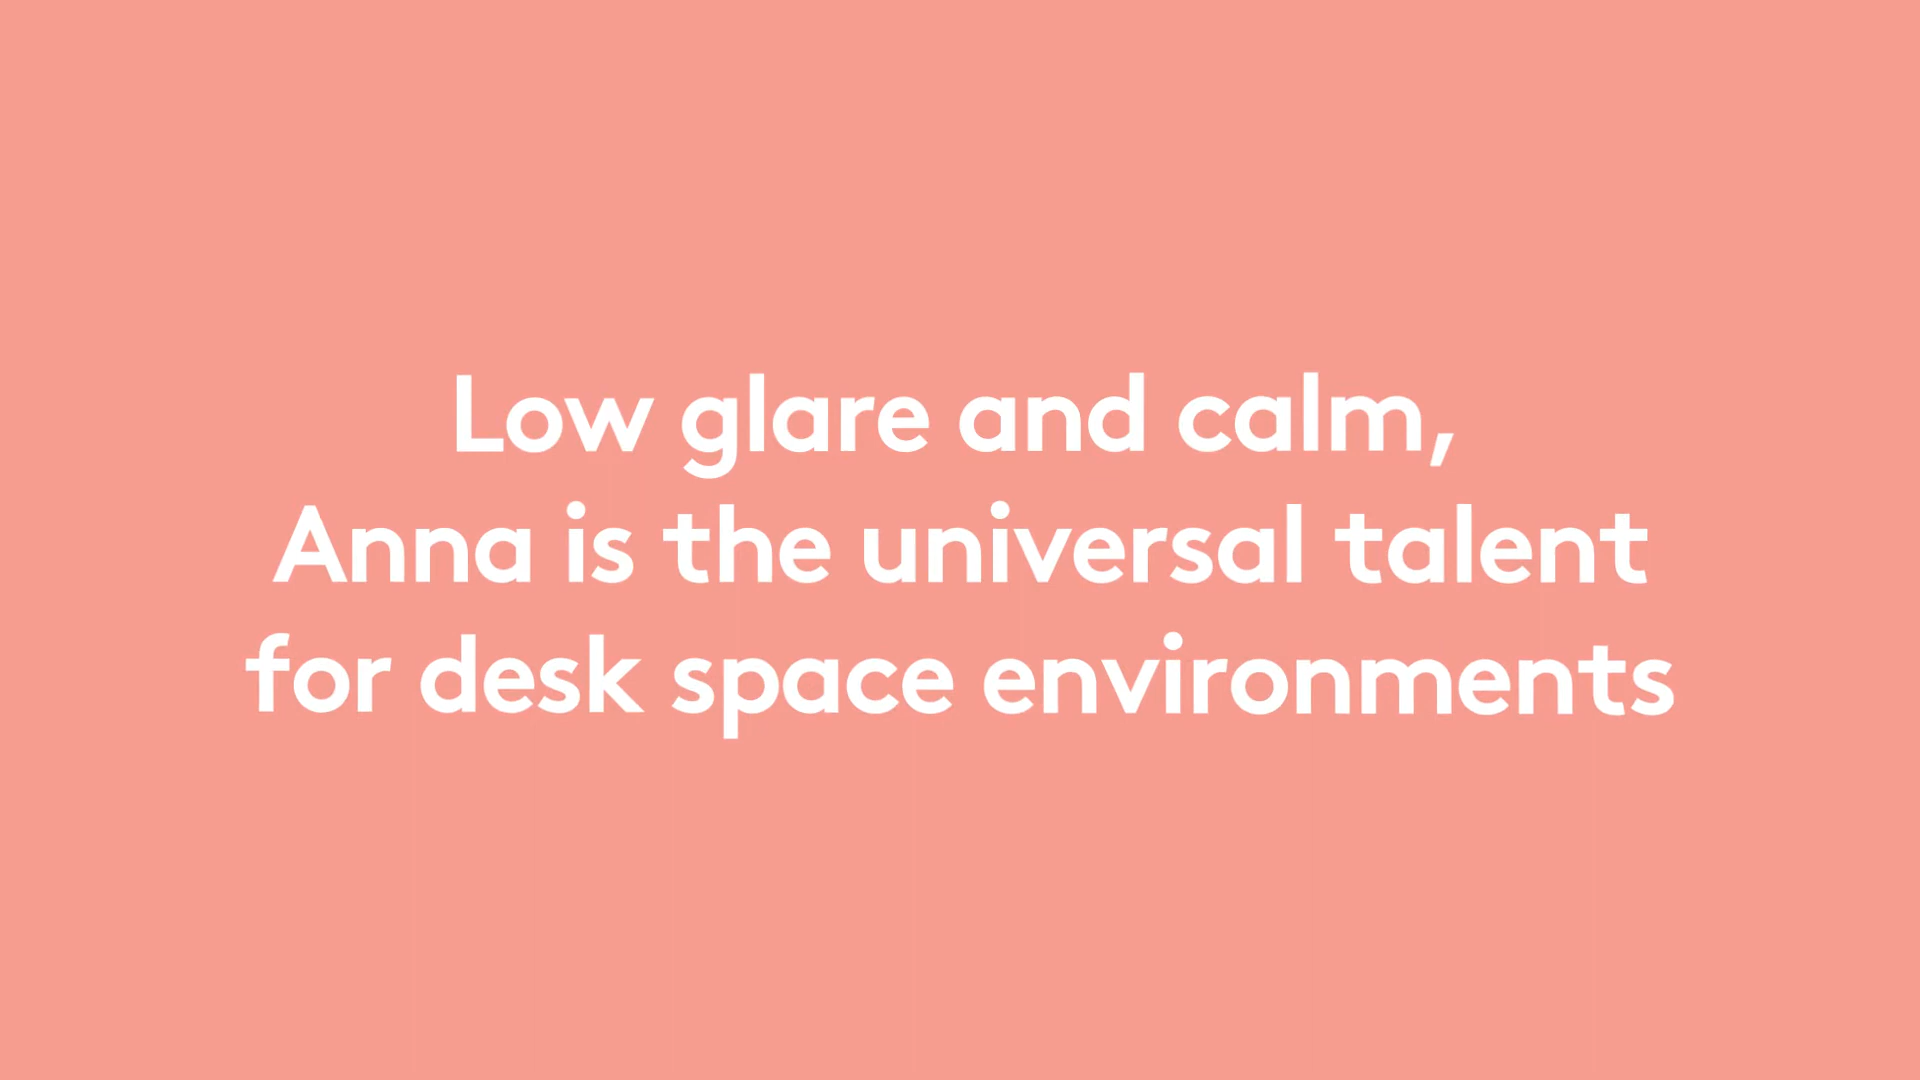 Low glare and calm,
Anna is the universal talent
for desk space environments